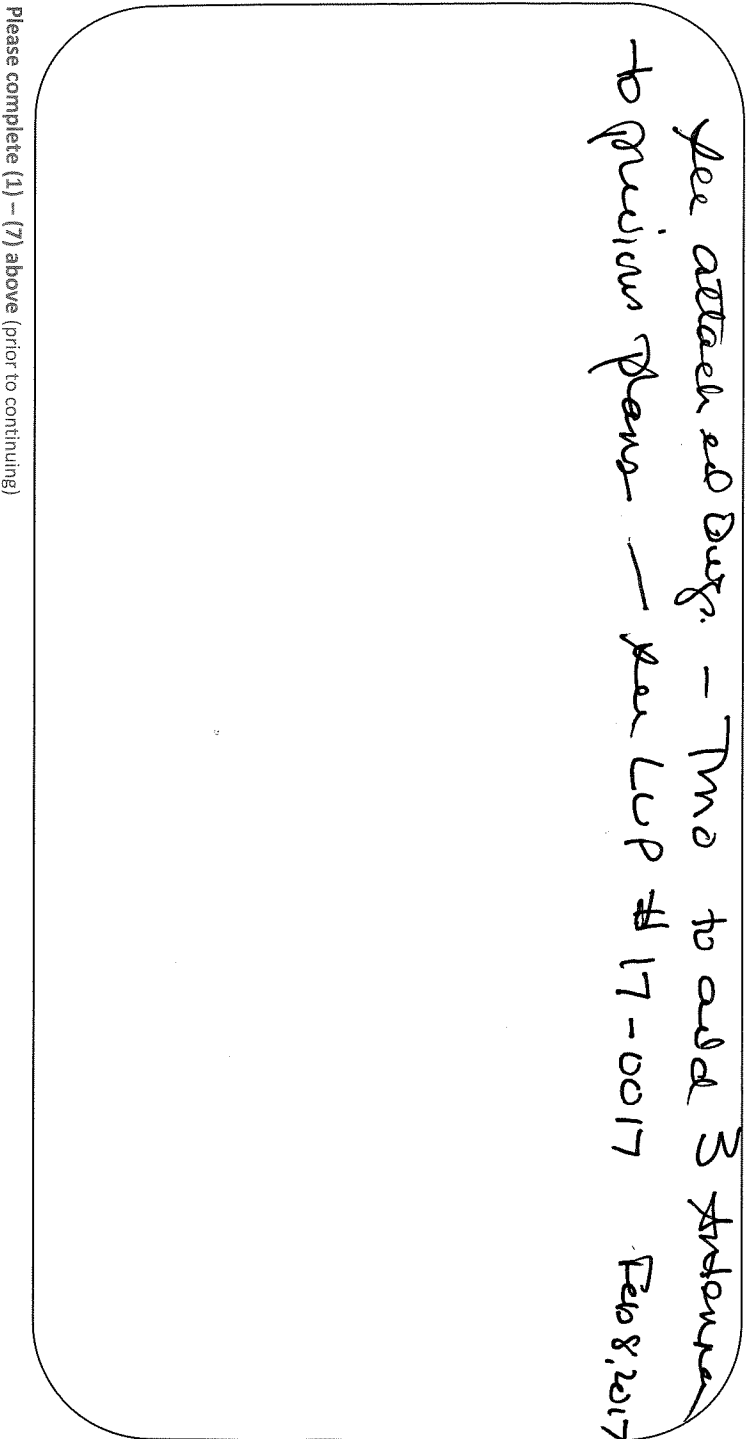 See attached Dwg. - Tmo to add 3 Antenna
to previous plans — see LUP # 17-0017 Feb 8, 2017
Please complete (1) – (7) above (prior to continuing)